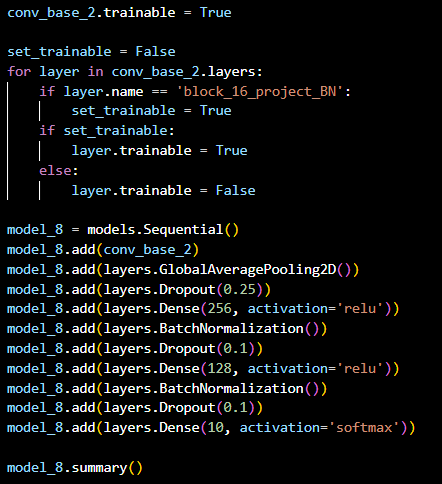 conv_base_2.trainable = True

set_trainable = False
for layer in conv_base_2.layers:
    if layer.name == 'block_16_project_BN':
        set_trainable = True
    if set_trainable:
        layer.trainable = True
    else:
        layer.trainable = False

model_8 = models.Sequential()
model_8.add(conv_base_2)
model_8.add(layers.GlobalAveragePooling2D())
model_8.add(layers.Dropout(0.25))
model_8.add(layers.Dense(256, activation='relu'))
model_8.add(layers.BatchNormalization())
model_8.add(layers.Dropout(0.1))
model_8.add(layers.Dense(128, activation='relu'))
model_8.add(layers.BatchNormalization())
model_8.add(layers.Dropout(0.1))
model_8.add(layers.Dense(10, activation='softmax'))

model_8.summary()